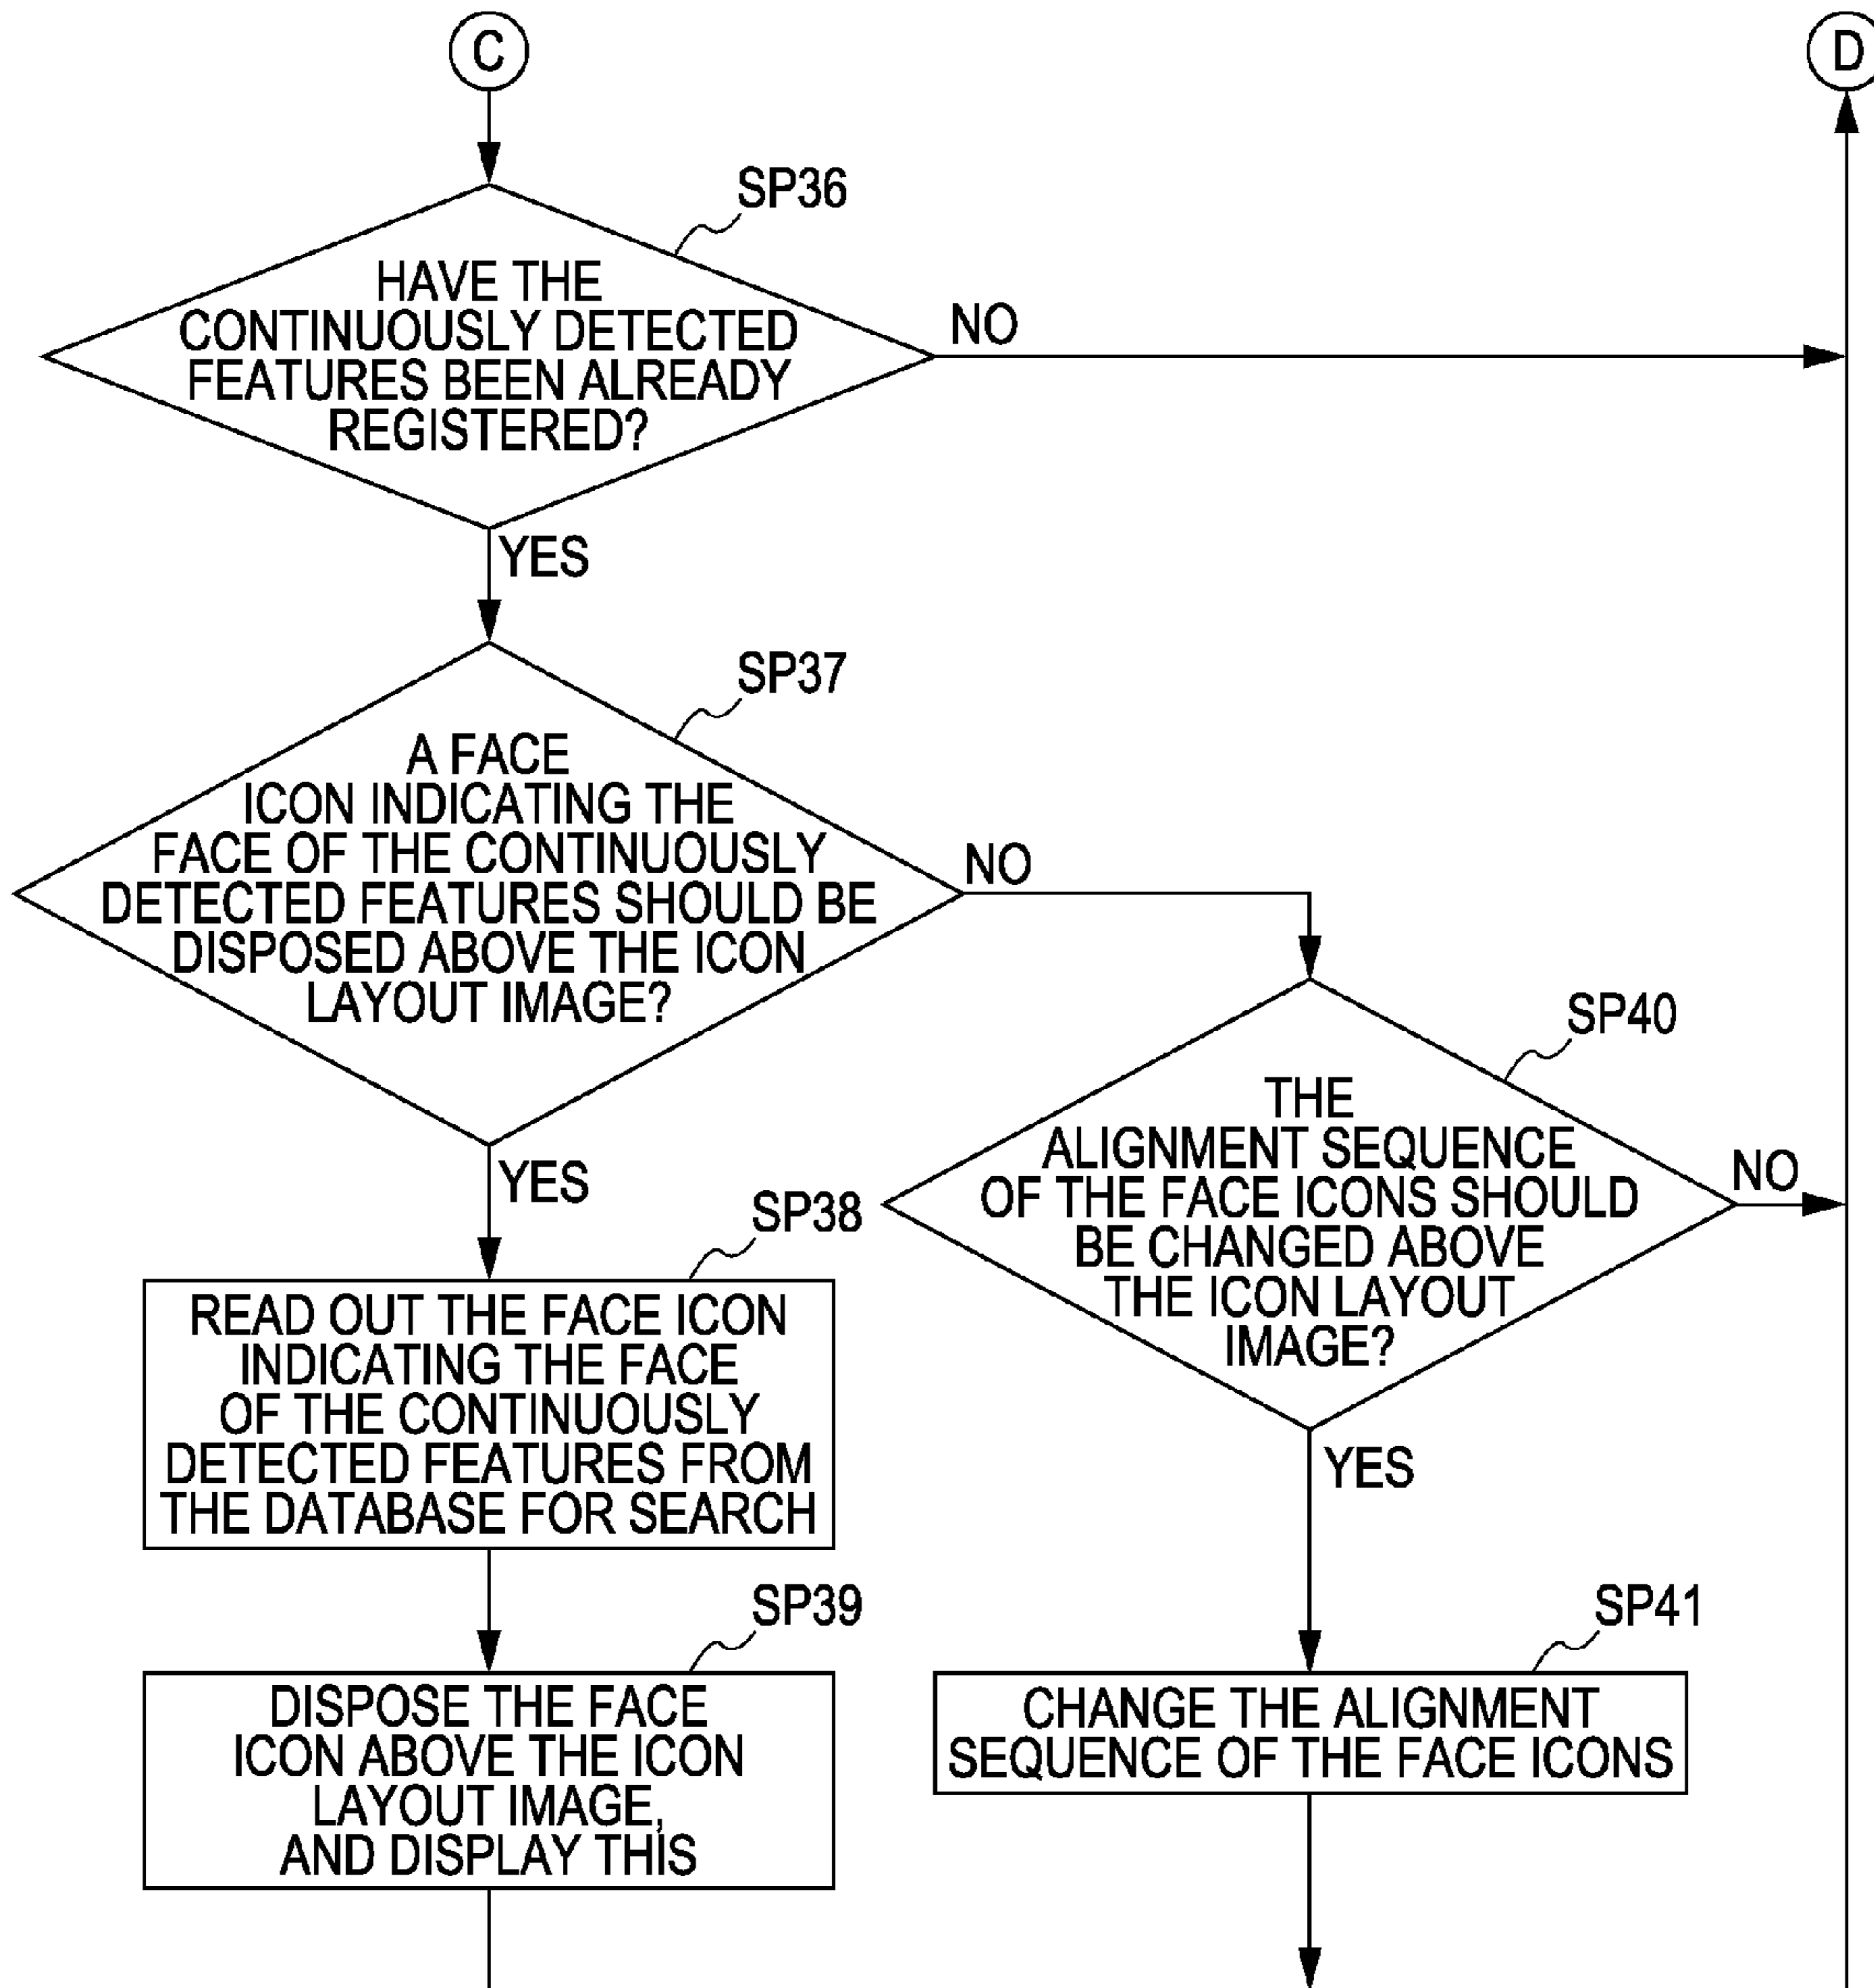 C
D
SP36
HAVE THE
CONTINUOUSLY DETECTED
FEATURES BEEN ALREADY
REGISTERED?
NO
YES
SP37
A FACE
ICON INDICATING THE
FACE OF THE CONTINUOUSLY
DETECTED FEATURES SHOULD BE
DISPOSED ABOVE THE ICON
LAYOUT IMAGE?
NO
YES
SP40
THE
ALIGNMENT SEQUENCE
OF THE FACE ICONS SHOULD
BE CHANGED ABOVE
THE ICON LAYOUT
IMAGE?
NO
YES
SP38
READ OUT THE FACE ICON
INDICATING THE FACE
OF THE CONTINUOUSLY
DETECTED FEATURES FROM
THE DATABASE FOR SEARCH
SP39
DISPOSE THE FACE
ICON ABOVE THE ICON
LAYOUT IMAGE,
AND DISPLAY THIS
SP41
CHANGE THE ALIGNMENT
SEQUENCE OF THE FACE ICONS